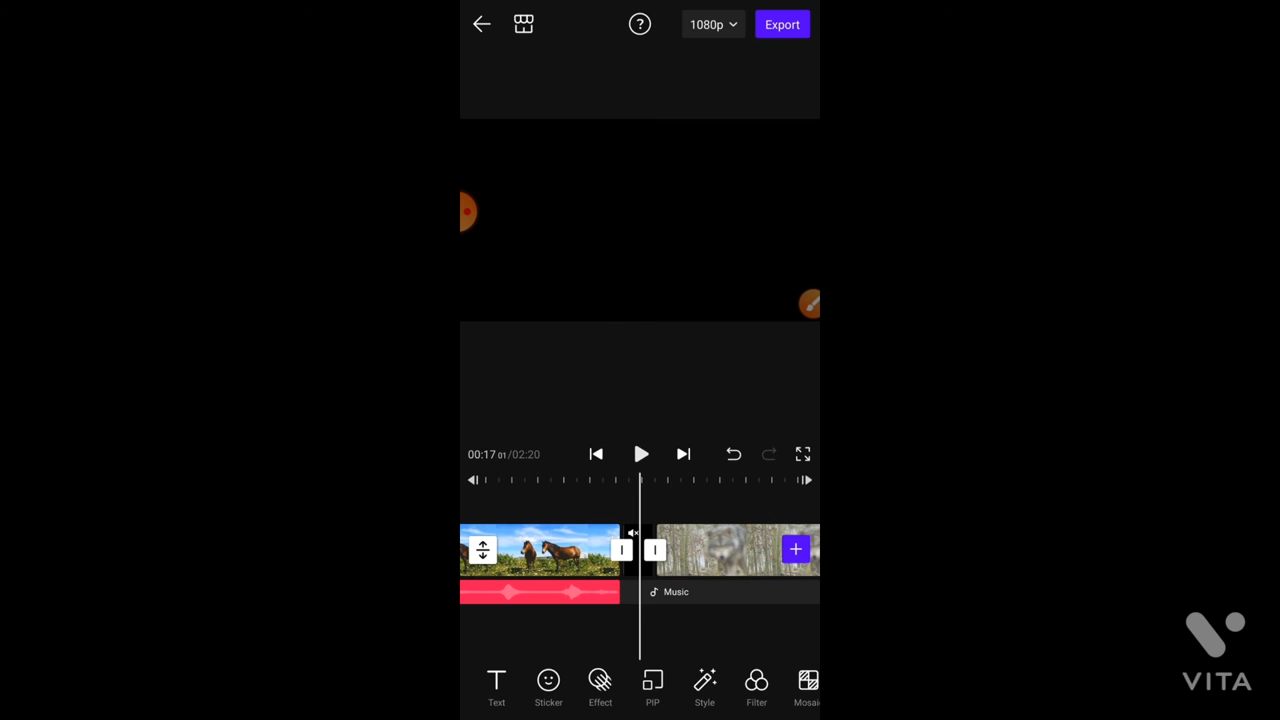 1080p
Export
00:17 01 /02:20
Music
Text
Sticker
Effect
PIP
Style
Filter
Mosai
VITA